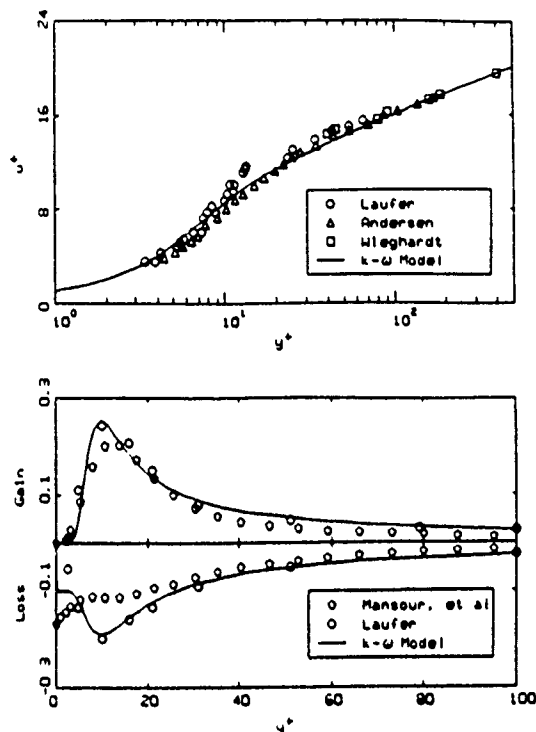 24
16
8
0
u+
Laufer
Andersen
Wieghardt
k-ω Model
10^0
10^1
10^2
y+
0.3
0.1
Gain
-0.1
-0.3
Loss
Mansour, et al
Laufer
k-ω Model
0
20
40
60
80
100
y+